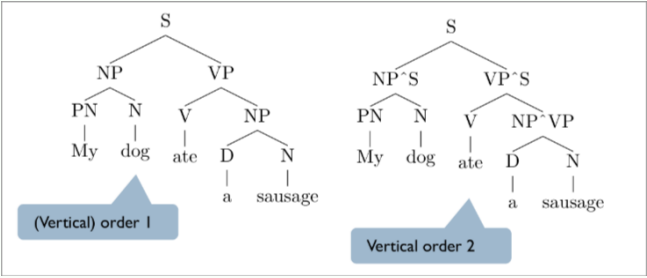 S
NP VP
PN N V NP
My dog ate D N
a sausage
(Vertical) order 1
S
NP^S VP^S
PN N V NP^VP
My dog ate D N
a sausage
Vertical order 2